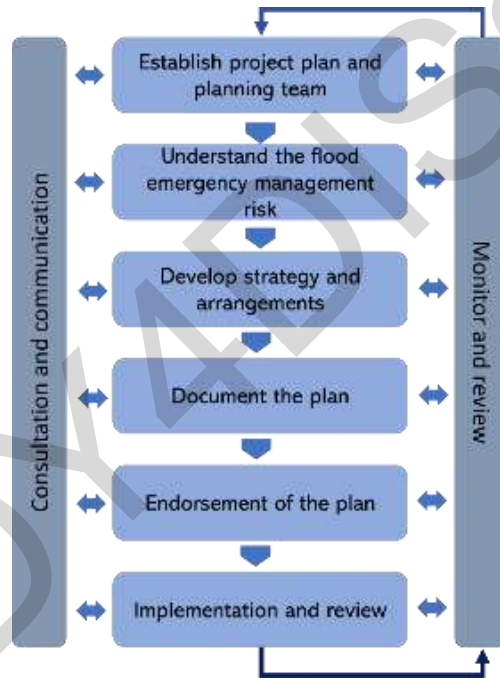 Establish project plan and
planning team
Understand the flood
emergency management
risk
Develop strategy and
arrangements
Document the plan
Endorsement of the plan
Implementation and review
Consultation and communication
Monitor and review